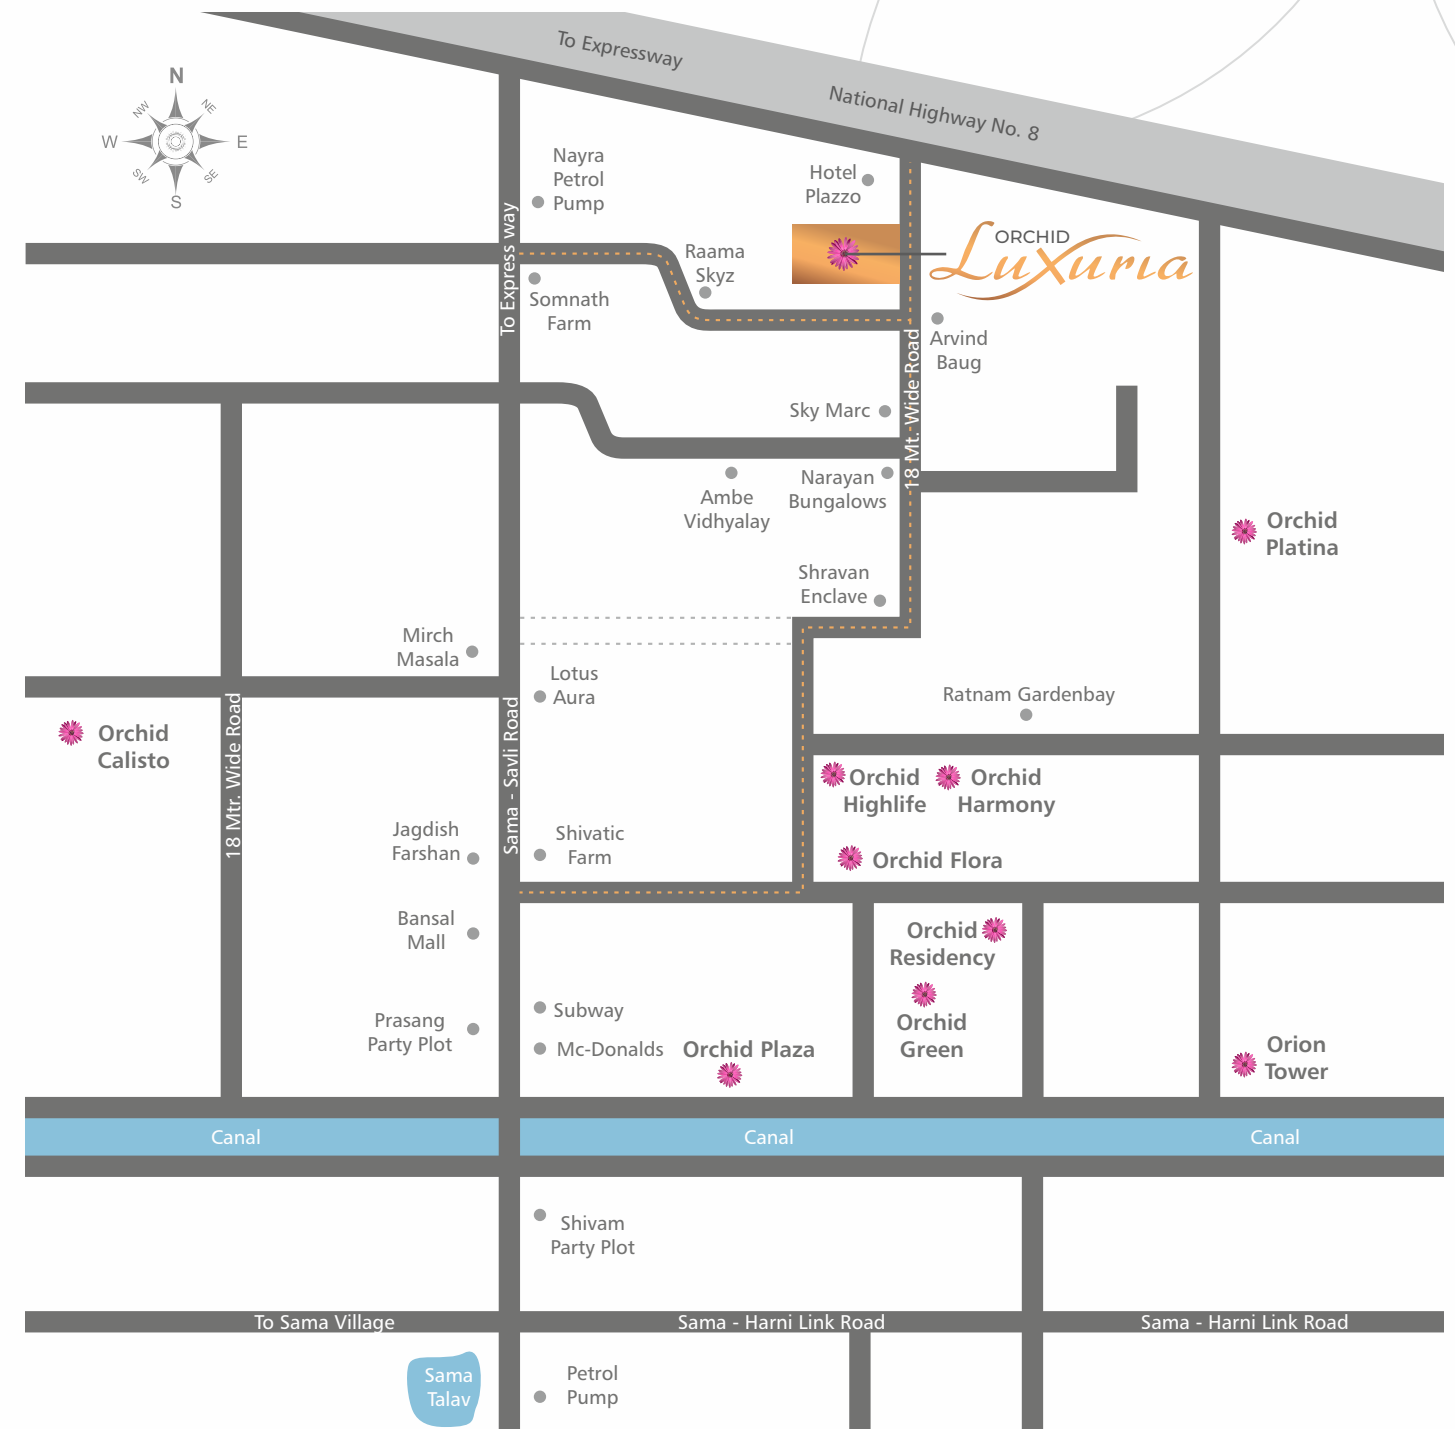 To Expressway
National Highway No. 8
N
NW
NE
W
E
SW
SE
S
Nayra
Petrol
Pump
Hotel
Plazzo
To Express way
Raama
Skyz
ORCHID
Luxuria
Somnath
Farm
Arvind
Baug
18 Mt. Wide Road
Sky Marc
Ambe
Vidhyalay
Narayan
Bungalows
Orchid
Platina
Shravan
Enclave
Mirch
Masala
Lotus
Aura
Ratnam Gardenbay
Orchid
Calisto
18 Mtr. Wide Road
Sama - Savli Road
Orchid
Highlife
Orchid
Harmony
Jagdish
Farshan
Shivatic
Farm
Orchid Flora
Bansal
Mall
Orchid
Residency
Subway
Prasang
Party Plot
Mc-Donalds
Orchid Plaza
Orchid
Green
Orion
Tower
Canal
Canal
Canal
Shivam
Party Plot
To Sama Village
Sama - Harni Link Road
Sama - Harni Link Road
Sama
Talav
Petrol
Pump